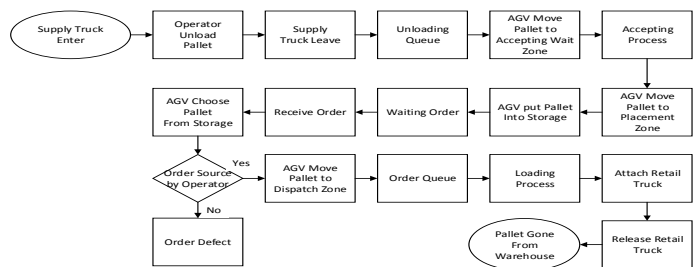 Supply Truck
Enter
Operator
Unload
Pallet
Supply
Truck Leave
Unloading
Queue
AGV Move
Pallet to
Accepting Wait
Zone
Accepting
Process
AGV Move
Pallet to
Placement
Zone
AGV put Pallet
Into Storage
Waiting Order
Receive Order
AGV Choose
Pallet
From Storage
Order Source
by Operator
Yes
No
Order Defect
AGV Move
Pallet to
Dispatch Zone
Order Queue
Loading
Process
Attach Retail
Truck
Release Retail
Truck
Pallet Gone
From
Warehouse